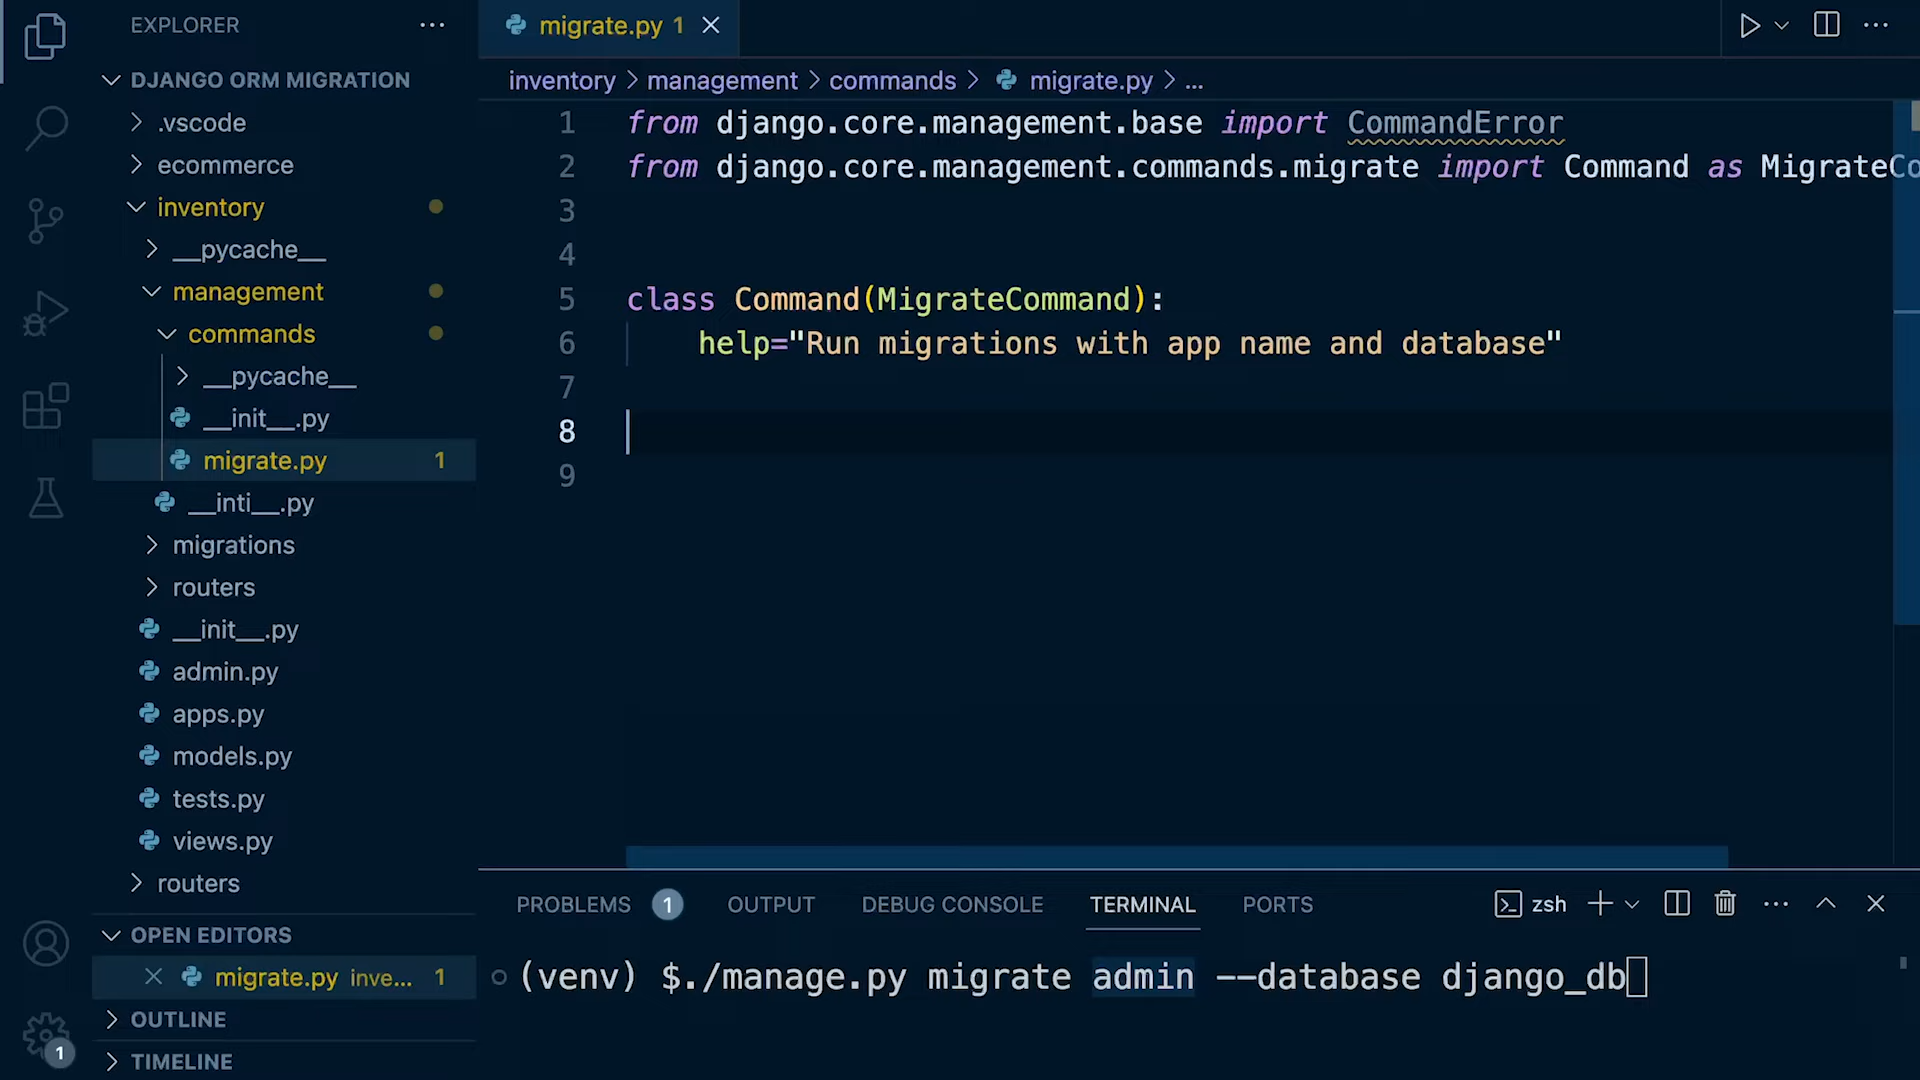 EXPLORER
DJANGO ORM MIGRATION
.vscode
ecommerce
inventory
__pycache__
management
commands
__pycache__
__init__.py
migrate.py 1
__inti__.py
migrations
routers
__init__.py
admin.py
apps.py
models.py
tests.py
views.py
routers
OPEN EDITORS
migrate.py inve... 1
OUTLINE
TIMELINE
1
migrate.py 1
inventory > management > commands > migrate.py > ...
1 from django.core.management.base import CommandError
2 from django.core.management.commands.migrate import Command as MigrateCo
3
4
5 class Command(MigrateCommand):
6 help="Run migrations with app name and database"
7
8
9
PROBLEMS 1 OUTPUT DEBUG CONSOLE TERMINAL PORTS zsh
(venv) $./manage.py migrate admin --database django_db